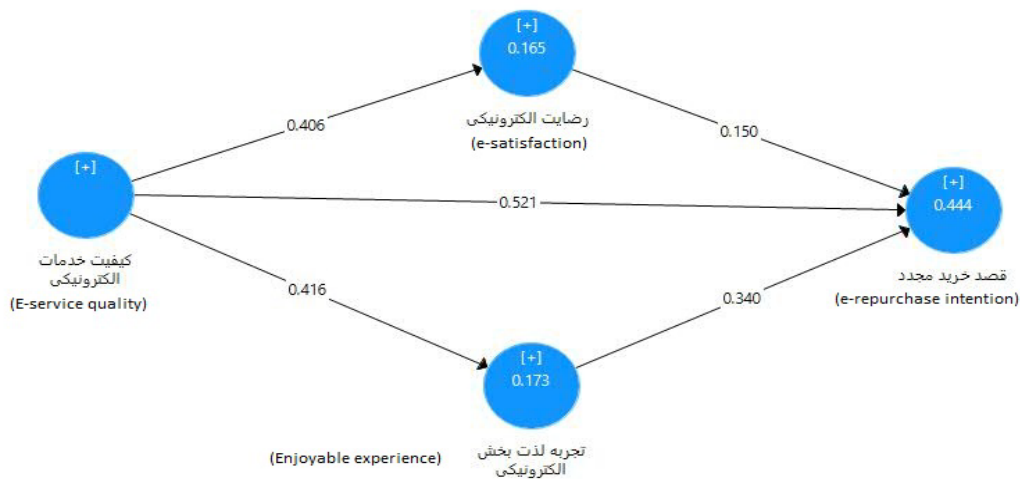 [+]
0.165
رضایت الکترونیکی
(e-satisfaction)
0.406
0.150
[+]
کیفیت خدمات
الکترونیکی
(E-service quality)
0.521
[+]
0.444
قصد خرید مجدد
(e-repurchase intention)
0.416
0.340
[+]
0.173
تجربه لذت بخش
الکترونیکی
(Enjoyable experience)